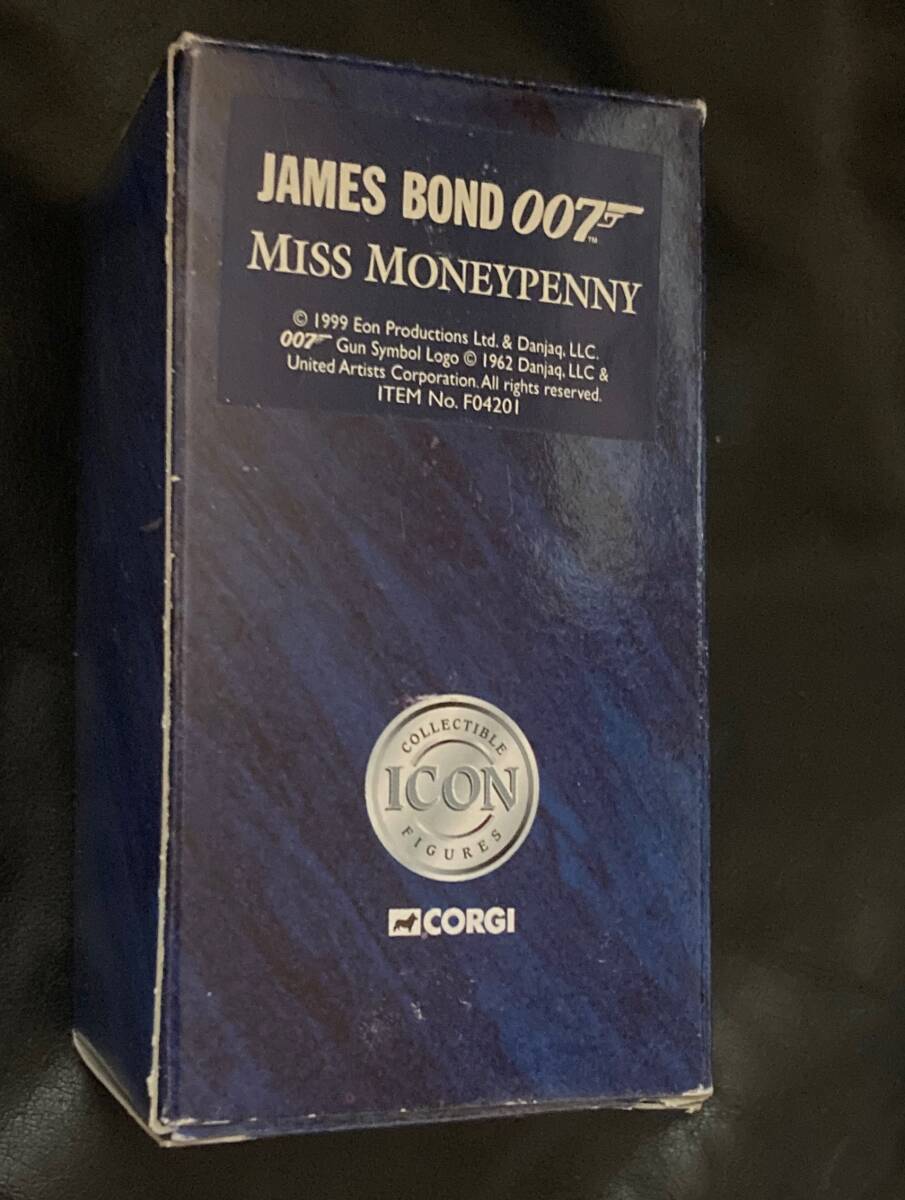 JAMES BOND 007™
MISS MONEYPENNY
© 1999 Eon Productions Ltd. & Danjaq, LLC.
007 Gun Symbol Logo © 1962 Danjaq, LLC &
United Artists Corporation. All rights reserved.
ITEM No. F04201
COLLECTIBLE
ICON
FIGURES
CORGI